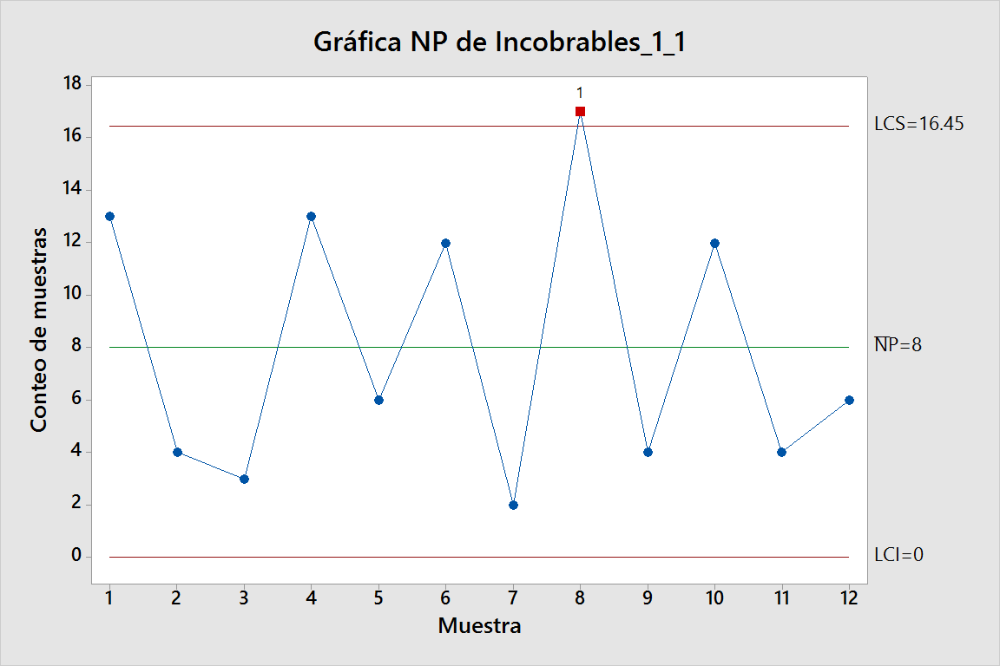 Gráfica NP de Incobrables_1_1
18
16
14
12
10
8
6
4
2
0
Conteo de muestras
1
LCS=16.45
N̅P̅=8
LCI=0
1 2 3 4 5 6 7 8 9 10 11 12
Muestra